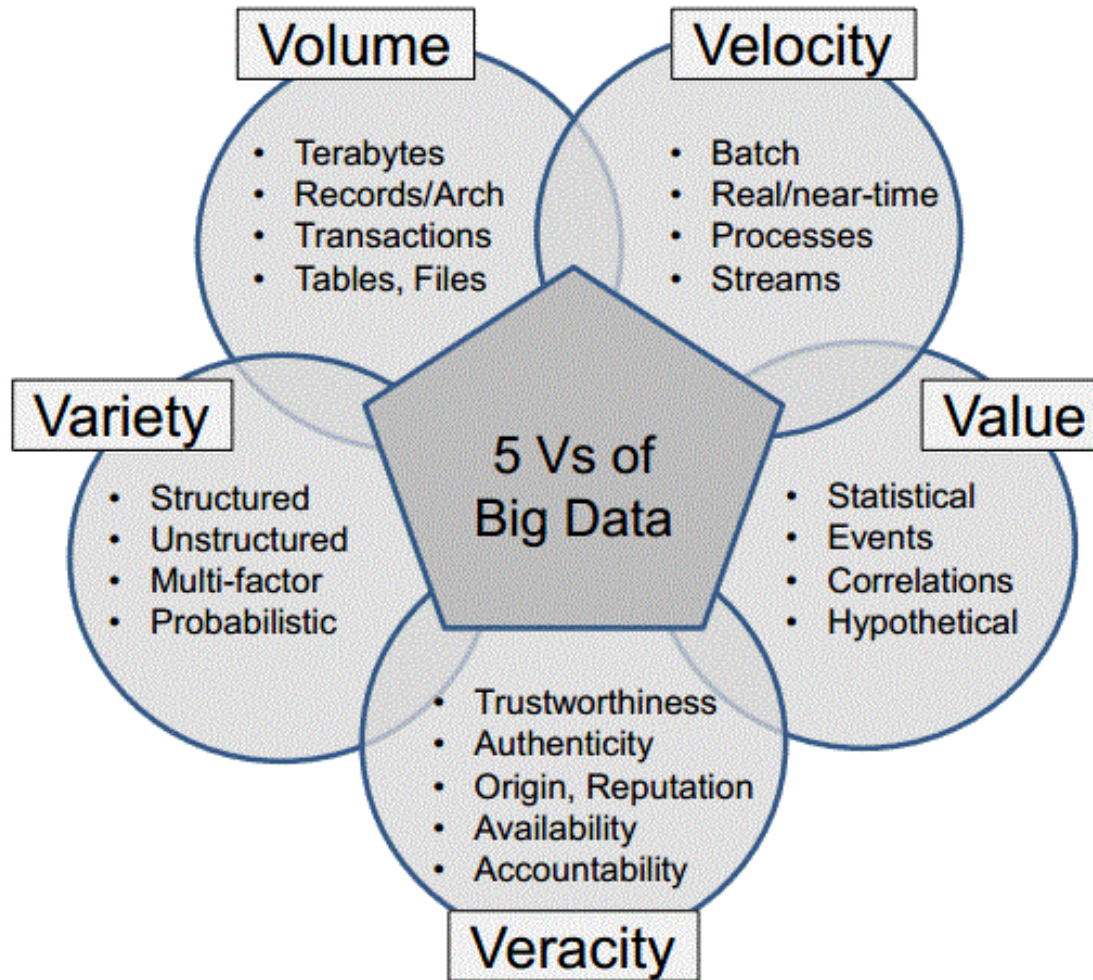 Volume
• Terabytes
• Records/Arch
• Transactions
• Tables, Files
Velocity
• Batch
• Real/near-time
• Processes
• Streams
Variety
• Structured
• Unstructured
• Multi-factor
• Probabilistic
5 Vs of
Big Data
Value
• Statistical
• Events
• Correlations
• Hypothetical
• Trustworthiness
• Authenticity
• Origin, Reputation
• Availability
• Accountability
Veracity